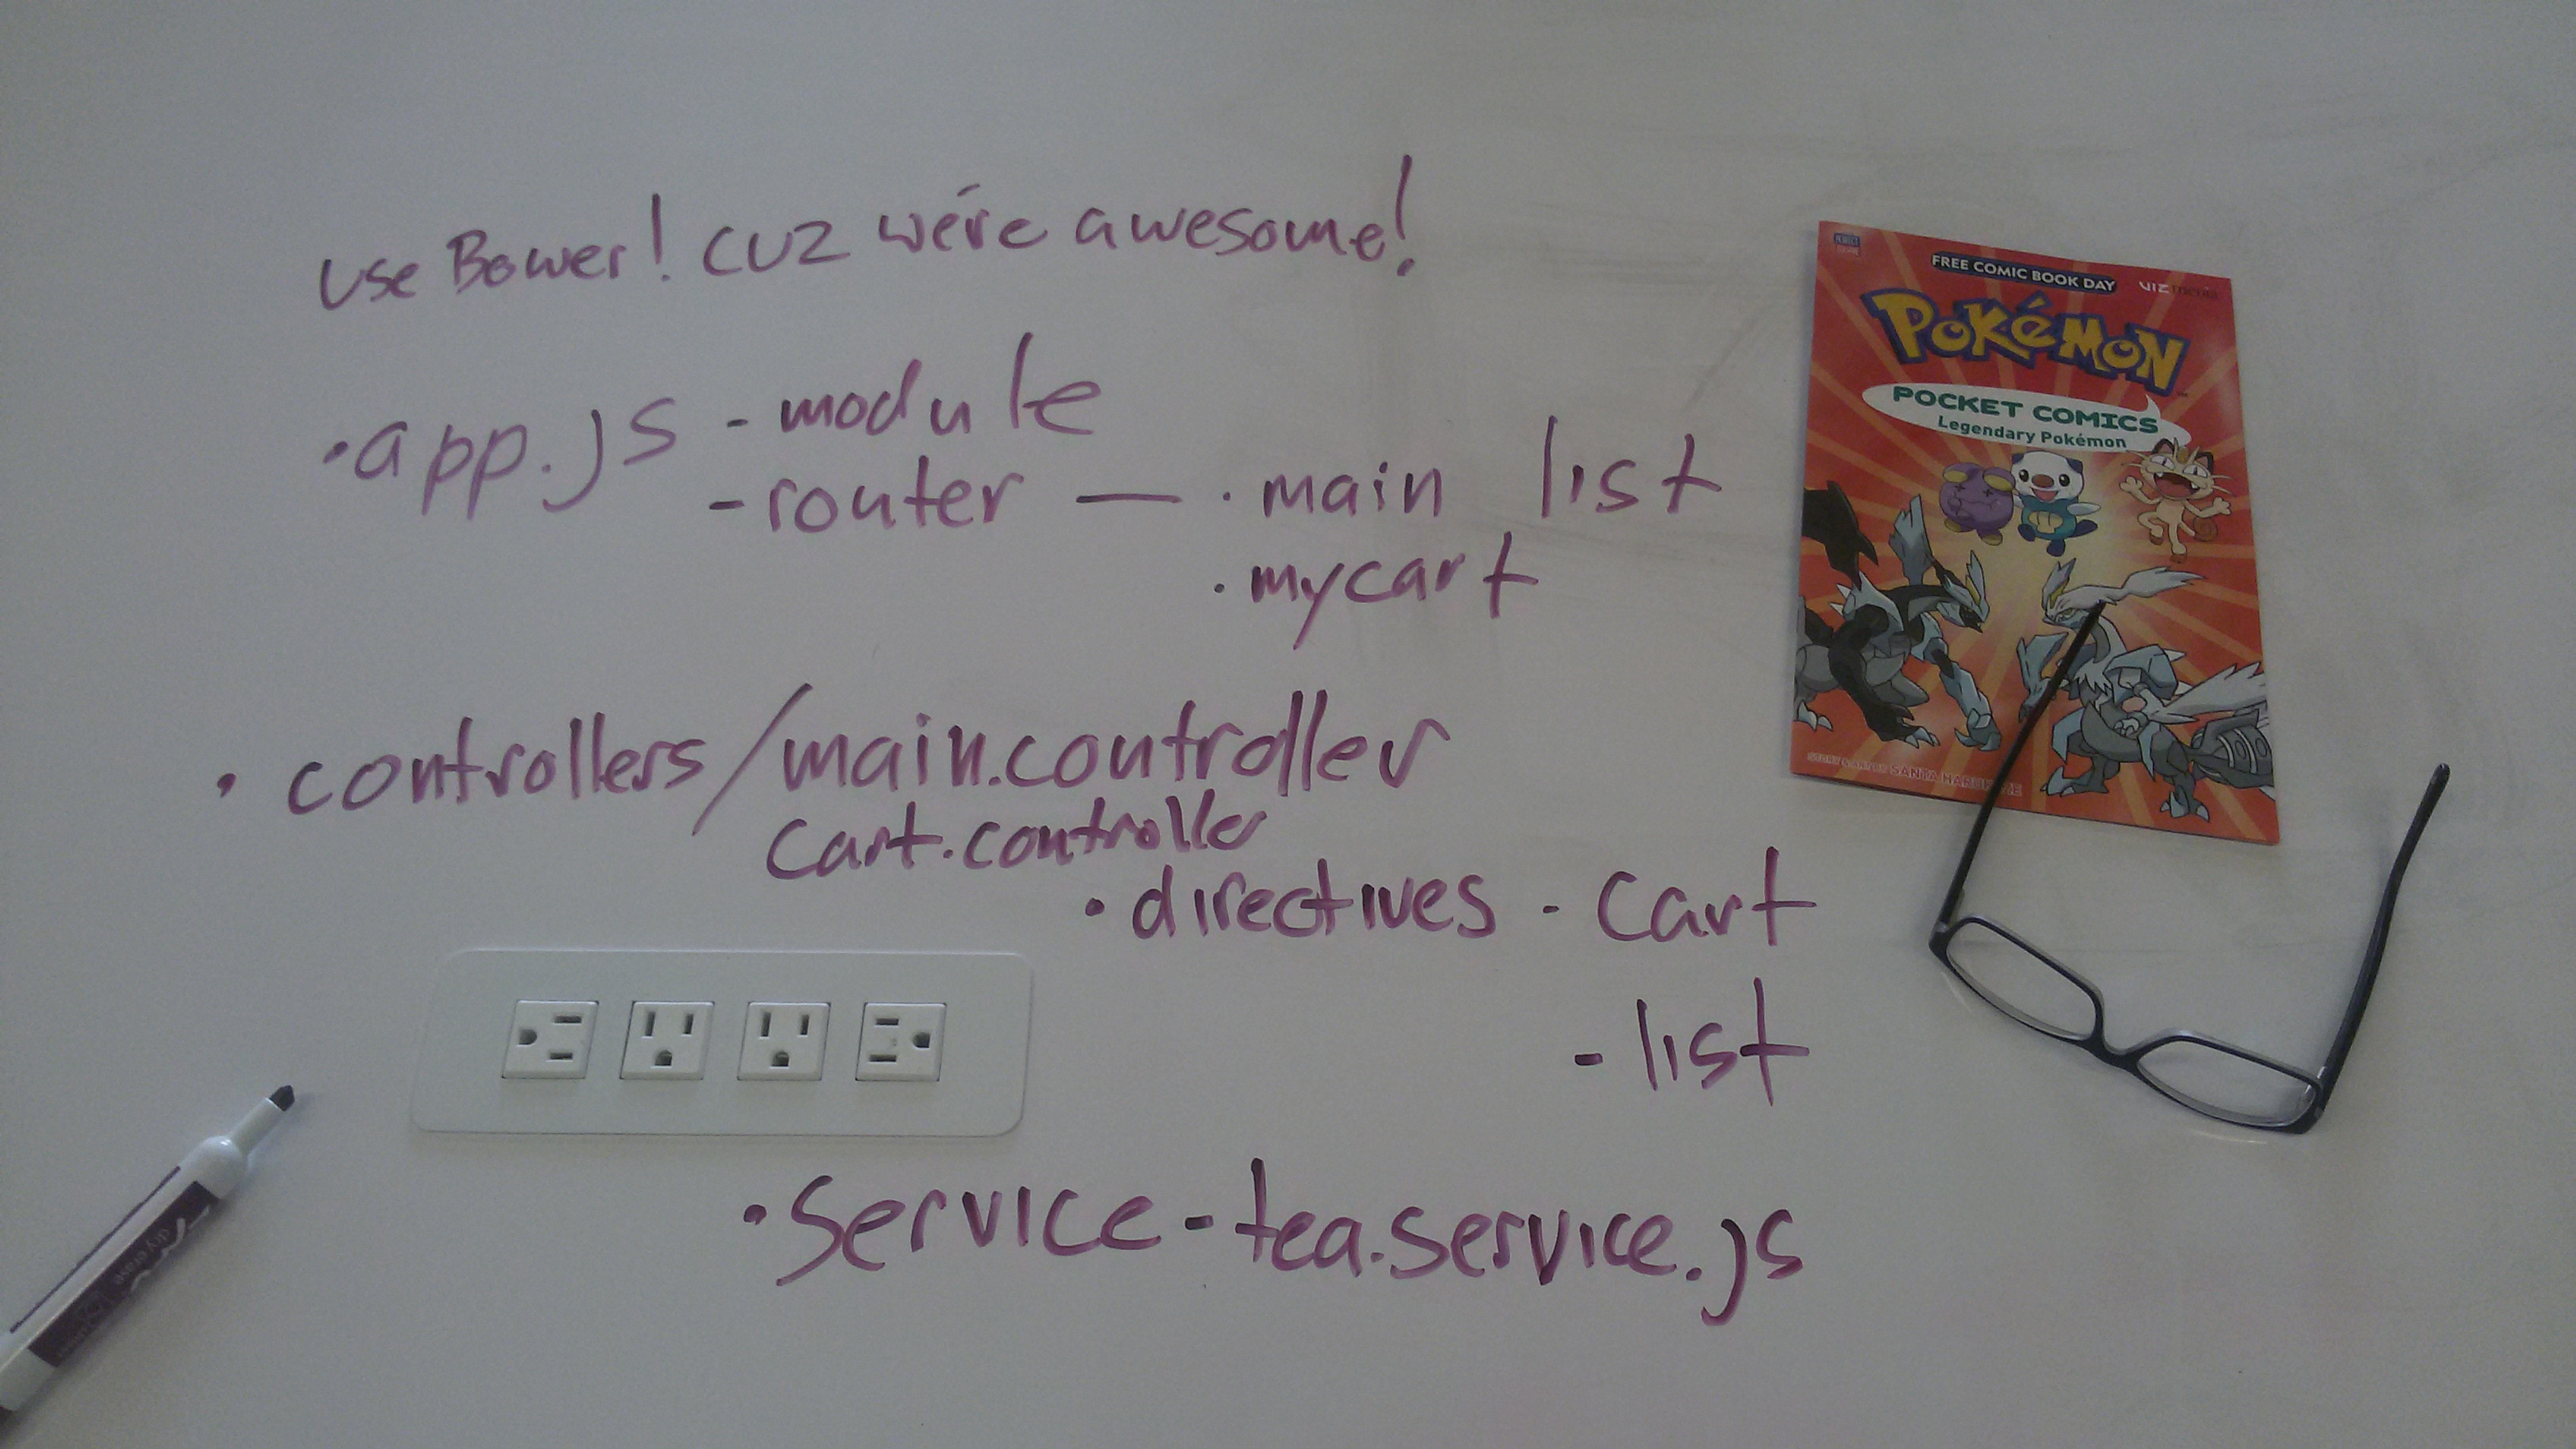 use Bower! CUZ we're awesome!
• app.js - module
- router — • main list
• mycart
• controllers/main.controller
cart.controller
• directives - cart
- list
• service - tea.service.js
FREE COMIC BOOK DAY
VIZ media
POKéMON
POCKET COMICS
Legendary Pokémon
STORY & ART BY SANTA
dry erase